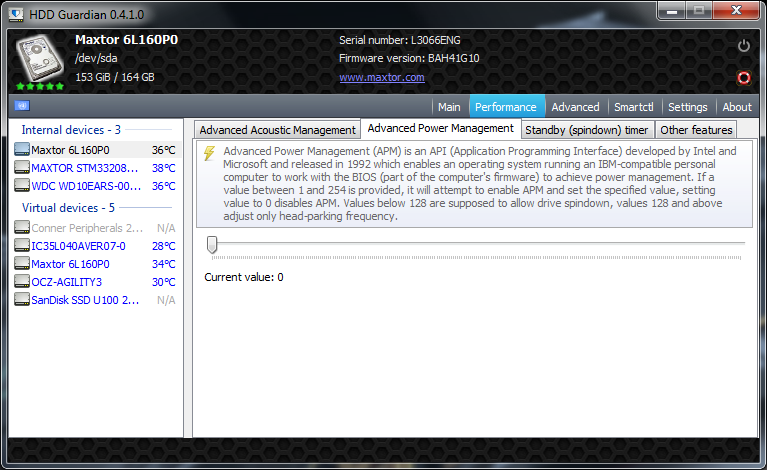 HDD Guardian 0.4.1.0
Maxtor 6L160P0
/dev/sda
153 GiB / 164 GB
Serial number: L3066ENG
Firmware version: BAH41G10
www.maxtor.com
Main Performance Advanced Smartctl Settings About
Internal devices - 3
Maxtor 6L160P0 36°C
MAXTOR STM33208... 38°C
WDC WD10EARS-00... 36°C
Virtual devices - 5
Conner Peripherals 2... N/A
IC35L040AVER07-0 28°C
Maxtor 6L160P0 34°C
OCZ-AGILITY3 30°C
SanDisk SSD U100 2... N/A
Advanced Acoustic Management Advanced Power Management Standby (spindown) timer Other features
Advanced Power Management (APM) is an API (Application Programming Interface) developed by Intel and
Microsoft and released in 1992 which enables an operating system running an IBM-compatible personal
computer to work with the BIOS (part of the computer's firmware) to achieve power management. If a
value between 1 and 254 is provided, it will attempt to enable APM and set the specified value, setting
value to 0 disables APM. Values below 128 are supposed to allow drive spindown, values 128 and above
adjust only head-parking frequency.
Current value: 0